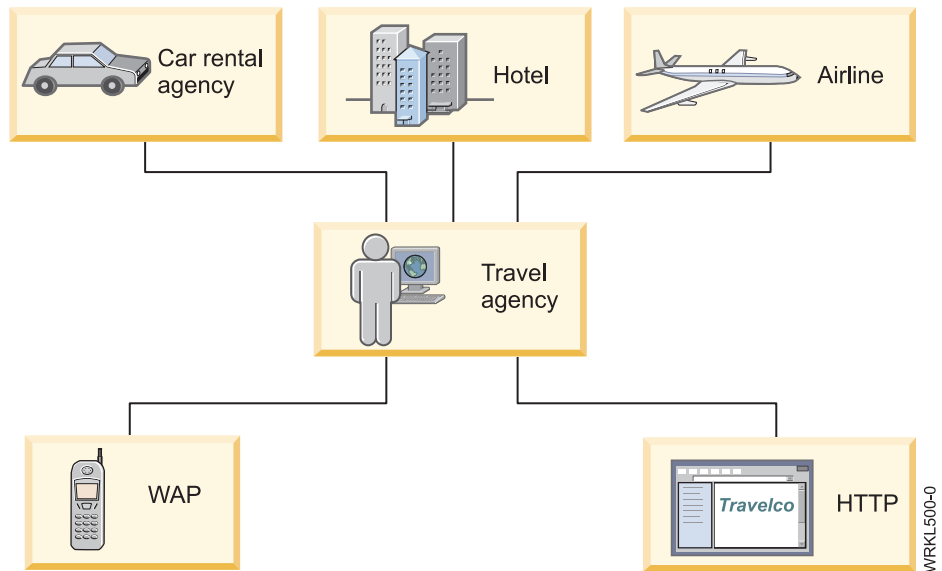 Car rental
agency
Hotel
Airline
Travel
agency
WAP
Travelco
HTTP
WRKL500-0